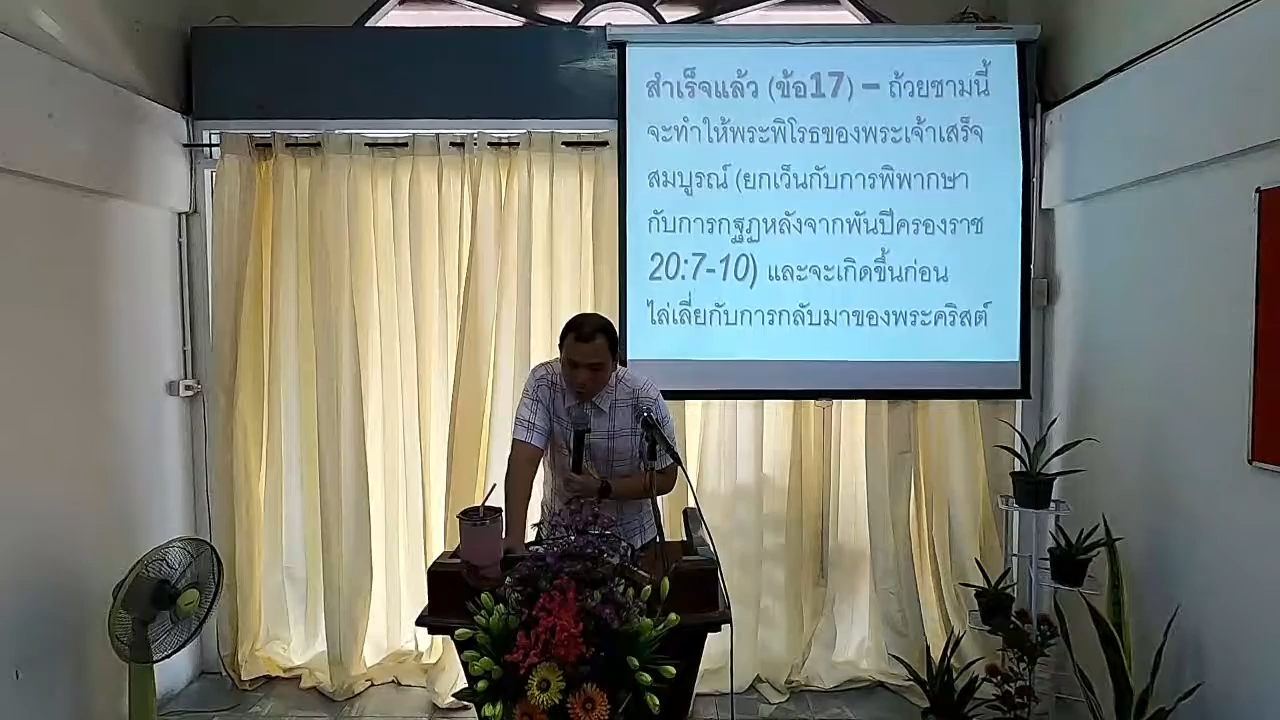 สำเร็จแล้ว (ข้อ17) – ถ้วยชามนี้
จะทำให้พระพิโรธของพระเจ้าเสร็จ
สมบูรณ์ (ยกเว็นกับการพิพากษา
กับการกฐฏหลังจากพันปีครองราช
20:7-10) และจะเกิดขึ้นก่อน
ไล่เลี่ยกับการกลับมาของพระคริสต์